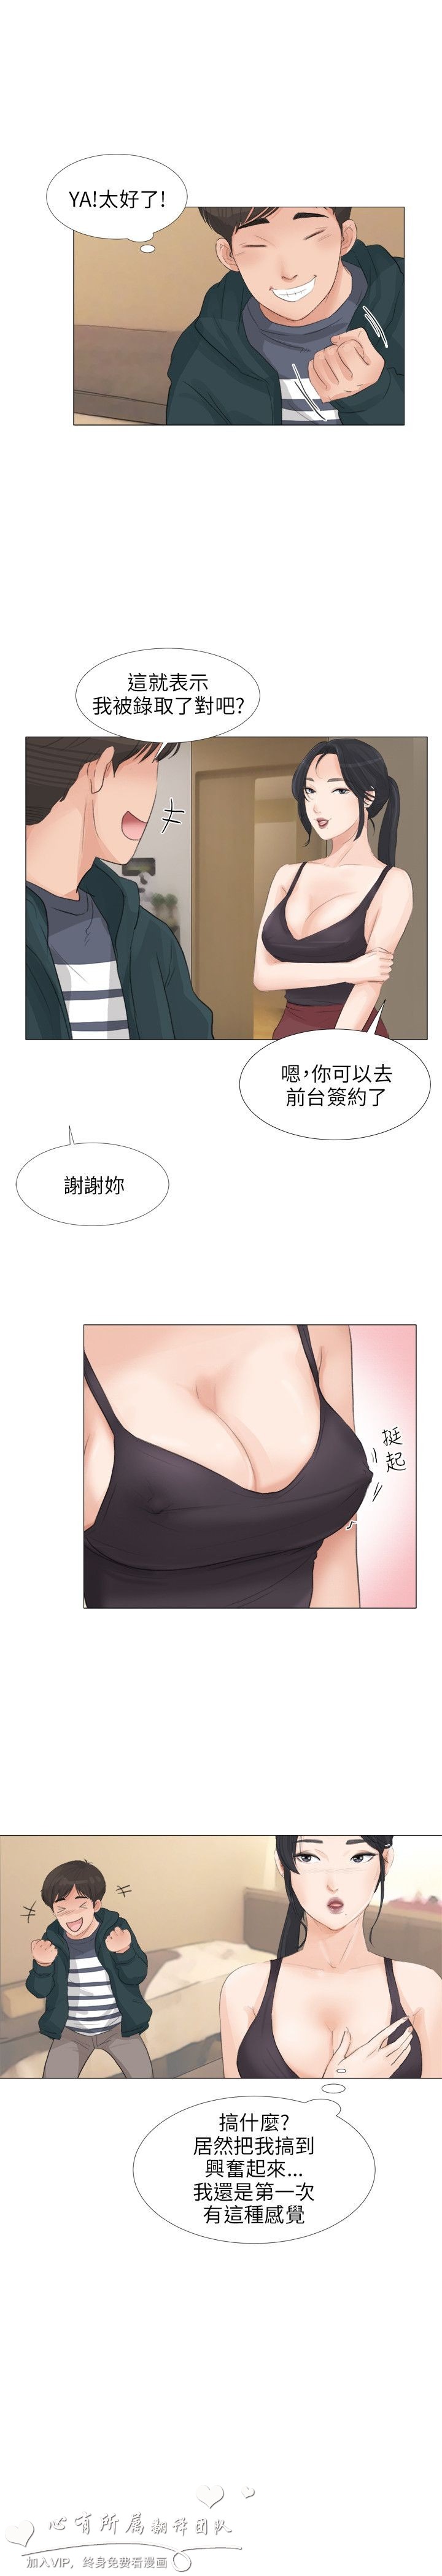 YA!太好了!
這就表示
我被錄取了對吧?
嗯,你可以去
前台簽約了
謝謝妳
挺起
搞什麼?
居然把我搞到
興奮起來...
我還是第一次
有這種感覺
心有所属翻译团队
加入VIP，终身免费看漫画